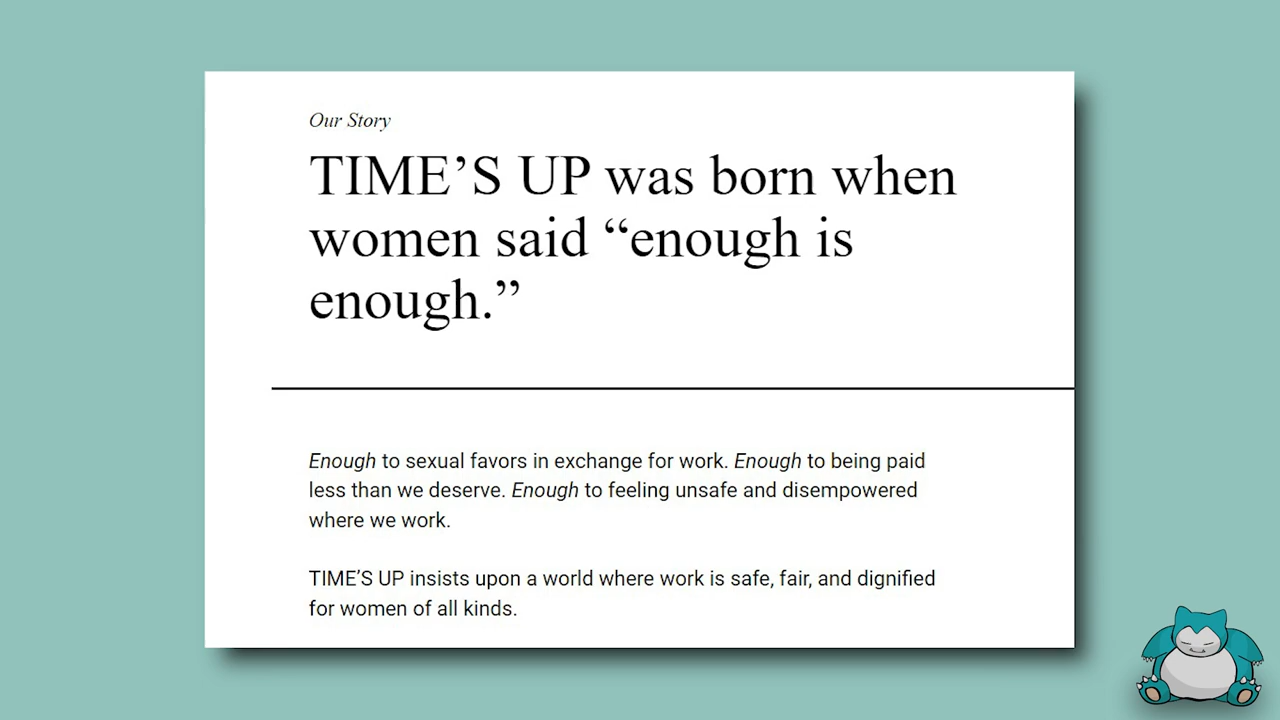 Our Story
TIME’S UP was born when
women said “enough is
enough.”
Enough to sexual favors in exchange for work. Enough to being paid
less than we deserve. Enough to feeling unsafe and disempowered
where we work.
TIME’S UP insists upon a world where work is safe, fair, and dignified
for women of all kinds.